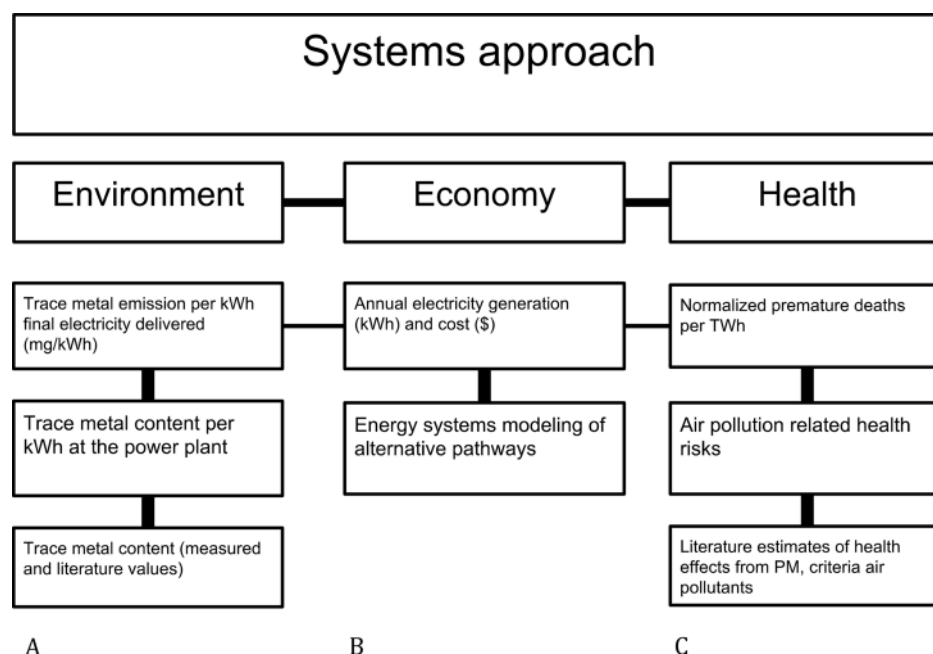 Systems approach
Environment
Economy
Health
Trace metal emission per kWh
final electricity delivered
(mg/kWh)
Annual electricity generation
(kWh) and cost ($)
Normalized premature deaths
per TWh
Trace metal content per
kWh at the power plant
Energy systems modeling of
alternative pathways
Air pollution related health
risks
Trace metal content (measured
and literature values)
Literature estimates of health
effects from PM, criteria air
pollutants
A
B
C